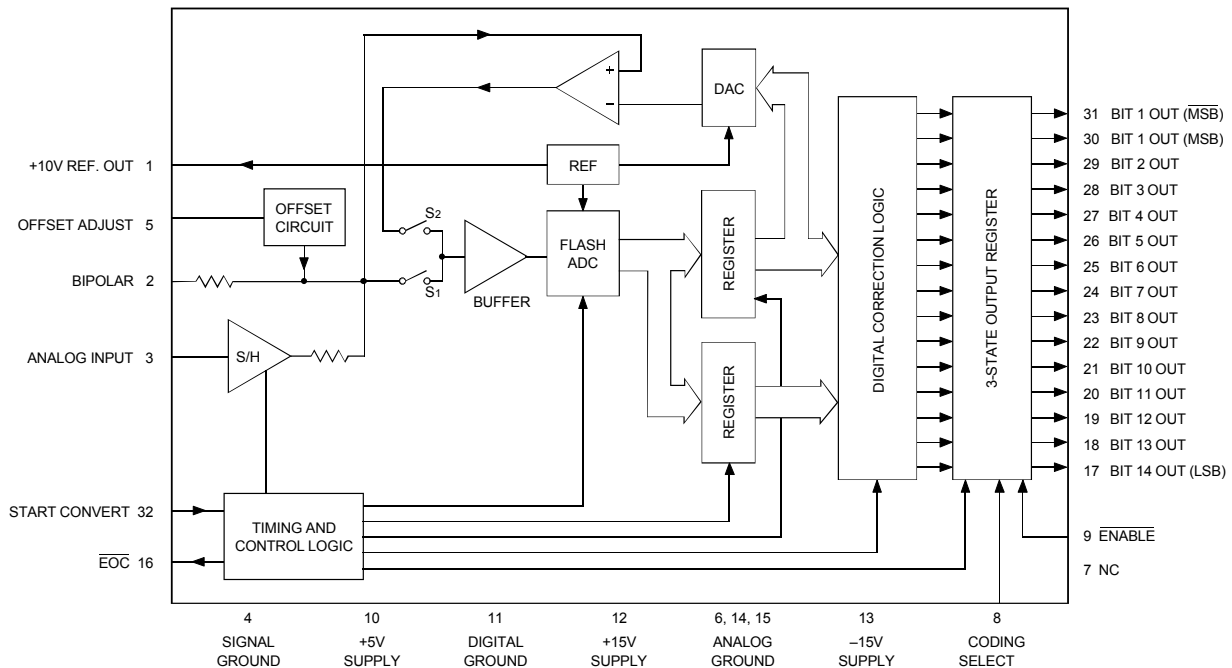 +
–
DAC
REF
+10V REF. OUT 1
OFFSET ADJUST 5
OFFSET
CIRCUIT
BIPOLAR 2
S2
S1
BUFFER
FLASH
ADC
REGISTER
REGISTER
ANALOG INPUT 3
S/H
DIGITAL CORRECTION LOGIC
3-STATE OUTPUT REGISTER
31 BIT 1 OUT (M̅S̅B̅)
30 BIT 1 OUT (MSB)
29 BIT 2 OUT
28 BIT 3 OUT
27 BIT 4 OUT
26 BIT 5 OUT
25 BIT 6 OUT
24 BIT 7 OUT
23 BIT 8 OUT
22 BIT 9 OUT
21 BIT 10 OUT
20 BIT 11 OUT
19 BIT 12 OUT
18 BIT 13 OUT
17 BIT 14 OUT (LSB)
START CONVERT 32
E̅O̅C̅ 16
TIMING AND
CONTROL LOGIC
9 E̅N̅A̅B̅L̅E̅
7 NC
4
SIGNAL
GROUND
10
+5V
SUPPLY
11
DIGITAL
GROUND
12
+15V
SUPPLY
6, 14, 15
ANALOG
GROUND
13
–15V
SUPPLY
8
CODING
SELECT